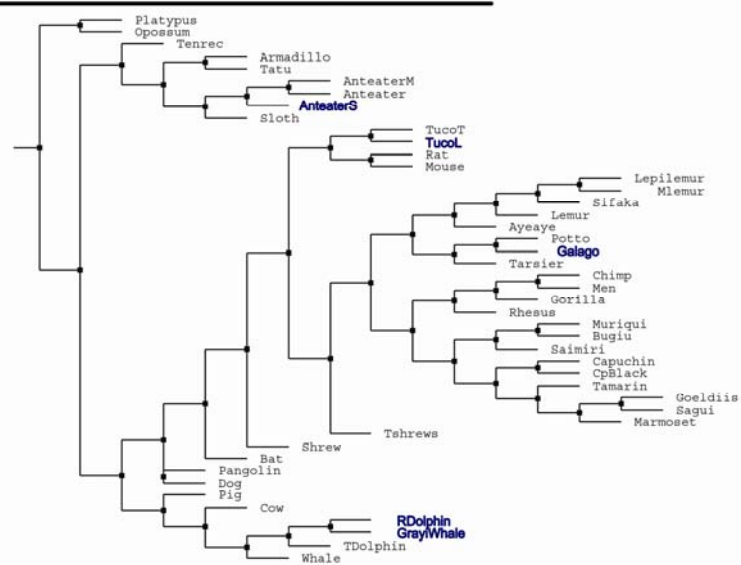 Platypus
Opossum
Tenrec
Armadillo
Tatu
AnteaterM
Anteater
AnteaterS
Sloth
TucoT
TucoL
Rat
Mouse
Lepilemur
Mlemur
Sifaka
Lemur
Ayeaye
Potto
Galago
Tarsier
Chimp
Men
Gorilla
Rhesus
Muriqui
Bugiu
Saimiri
Capuchin
CpBlack
Tamarin
Goeldiis
Sagui
Marmoset
Tshrews
Shrew
Bat
Pangolin
Dog
Pig
Cow
RDolphin
GraylWhale
TDolphin
Whale